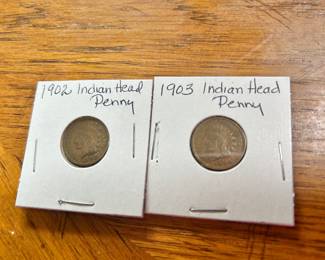 1902 Indian Head
Penny
1903 Indian Head
Penny